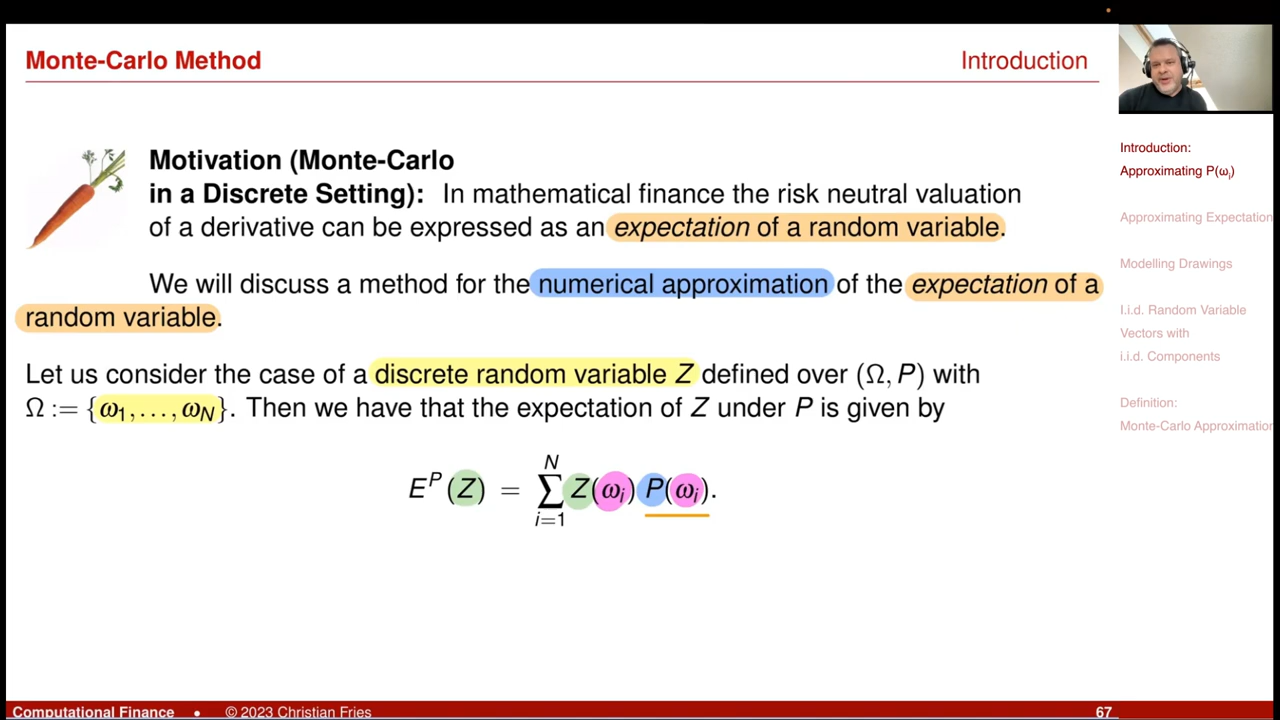 Monte-Carlo Method
Introduction
Motivation (Monte-Carlo
in a Discrete Setting): In mathematical finance the risk neutral valuation
of a derivative can be expressed as an expectation of a random variable.
We will discuss a method for the numerical approximation of the expectation of a
random variable.
Let us consider the case of a discrete random variable Z defined over (Ω, P) with
Ω := {ω₁, …, ω_N}. Then we have that the expectation of Z under P is given by
E^P (Z) = ∑_{i=1}^{N} Z(ω_i) P(ω_i).
Introduction:
Approximating P(ω_i)
Approximating Expectation
Modelling Drawings
I.i.d. Random Variable
Vectors with
i.i.d. Components
Definition:
Monte-Carlo Approximation
Computational Finance • © 2023 Christian Fries
67